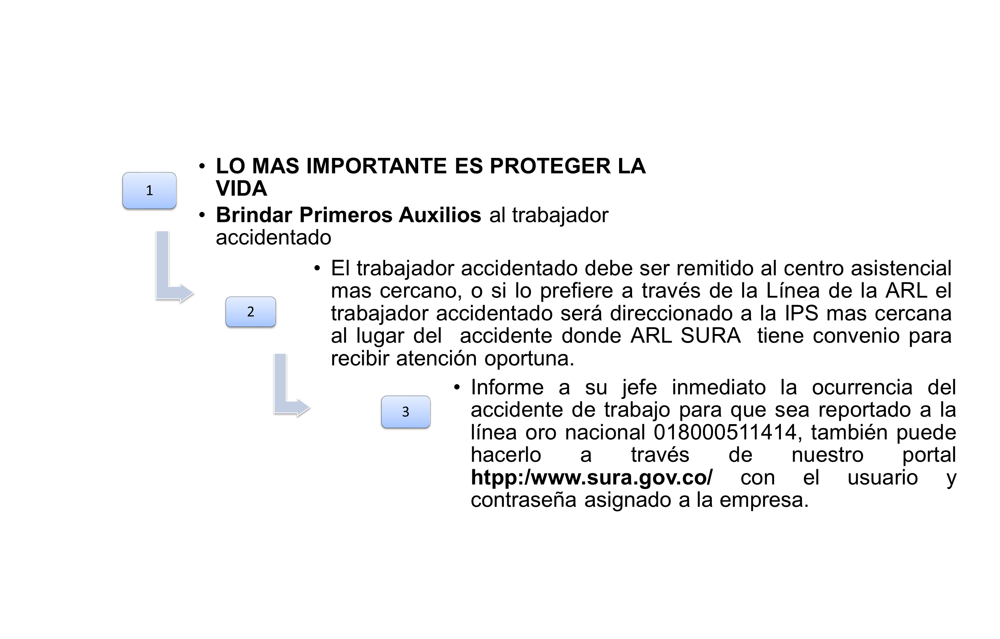 1
• LO MAS IMPORTANTE ES PROTEGER LA
VIDA
• Brindar Primeros Auxilios al trabajador
accidentado
2
• El trabajador accidentado debe ser remitido al centro asistencial
mas cercano, o si lo prefiere a través de la Línea de la ARL el
trabajador accidentado será direccionado a la IPS mas cercana
al lugar del accidente donde ARL SURA tiene convenio para
recibir atención oportuna.
3
• Informe a su jefe inmediato la ocurrencia del
accidente de trabajo para que sea reportado a la
línea oro nacional 018000511414, también puede
hacerlo a través de nuestro portal
htpp:/www.sura.gov.co/ con el usuario y
contraseña asignado a la empresa.